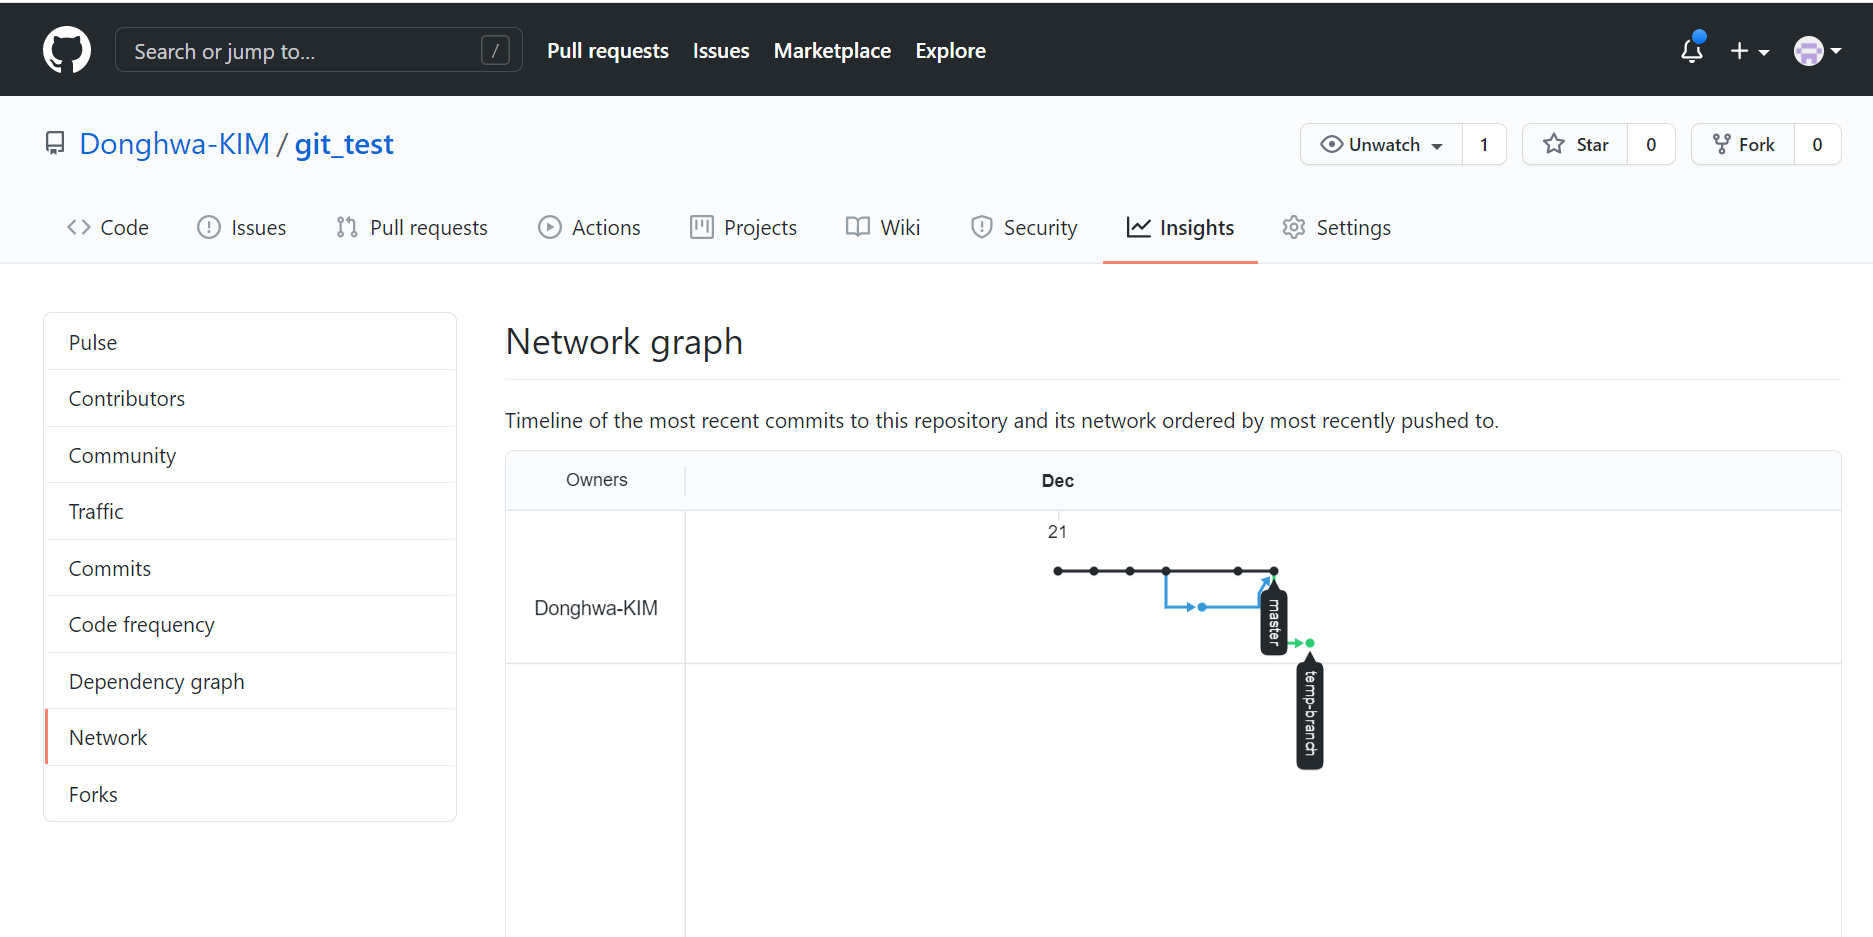 Search or jump to... / Pull requests Issues Marketplace Explore
Donghwa-KIM / git_test Unwatch 1 Star 0 Fork 0
Code Issues Pull requests Actions Projects Wiki Security Insights Settings
Pulse
Contributors
Community
Traffic
Commits
Code frequency
Dependency graph
Network
Forks
Network graph
Timeline of the most recent commits to this repository and its network ordered by most recently pushed to.
Owners Dec
21
Donghwa-KIM
master
temp-branch